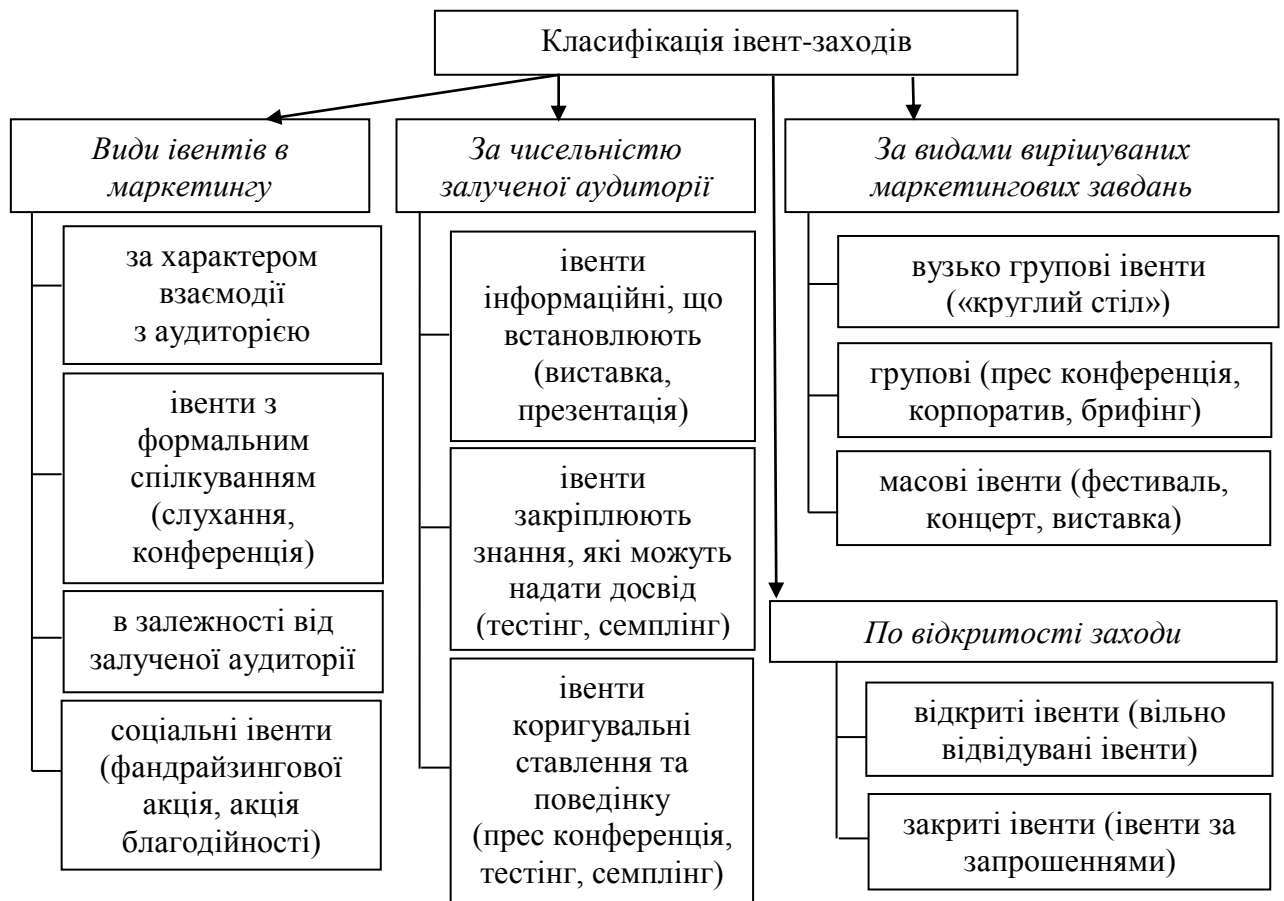 Класифікація івент-заходів
Види івентів в
маркетингу
за характером
взаємодії
з аудиторією
івенти з
формальним
спілкуванням
(слухання,
конференція)
в залежності від
залученої аудиторії
соціальні івенти
(фандрайзингової
акція, акція
благодійності)
За чисельністю
залученої аудиторії
івенти
інформаційні, що
встановлюють
(виставка,
презентація)
івенти
закріплюють
знання, які можуть
надати досвід
(тестінг, семплінг)
івенти
коригувальні
ставлення та
поведінку
(прес конференція,
тестінг, семплінг)
За видами вирішуваних
маркетингових завдань
вузько групові івенти
(«круглий стіл»)
групові (прес конференція,
корпоратив, брифінг)
масові івенти (фестиваль,
концерт, виставка)
По відкритості заходи
відкриті івенти (вільно
відвідувані івенти)
закриті івенти (івенти за
запрошеннями)